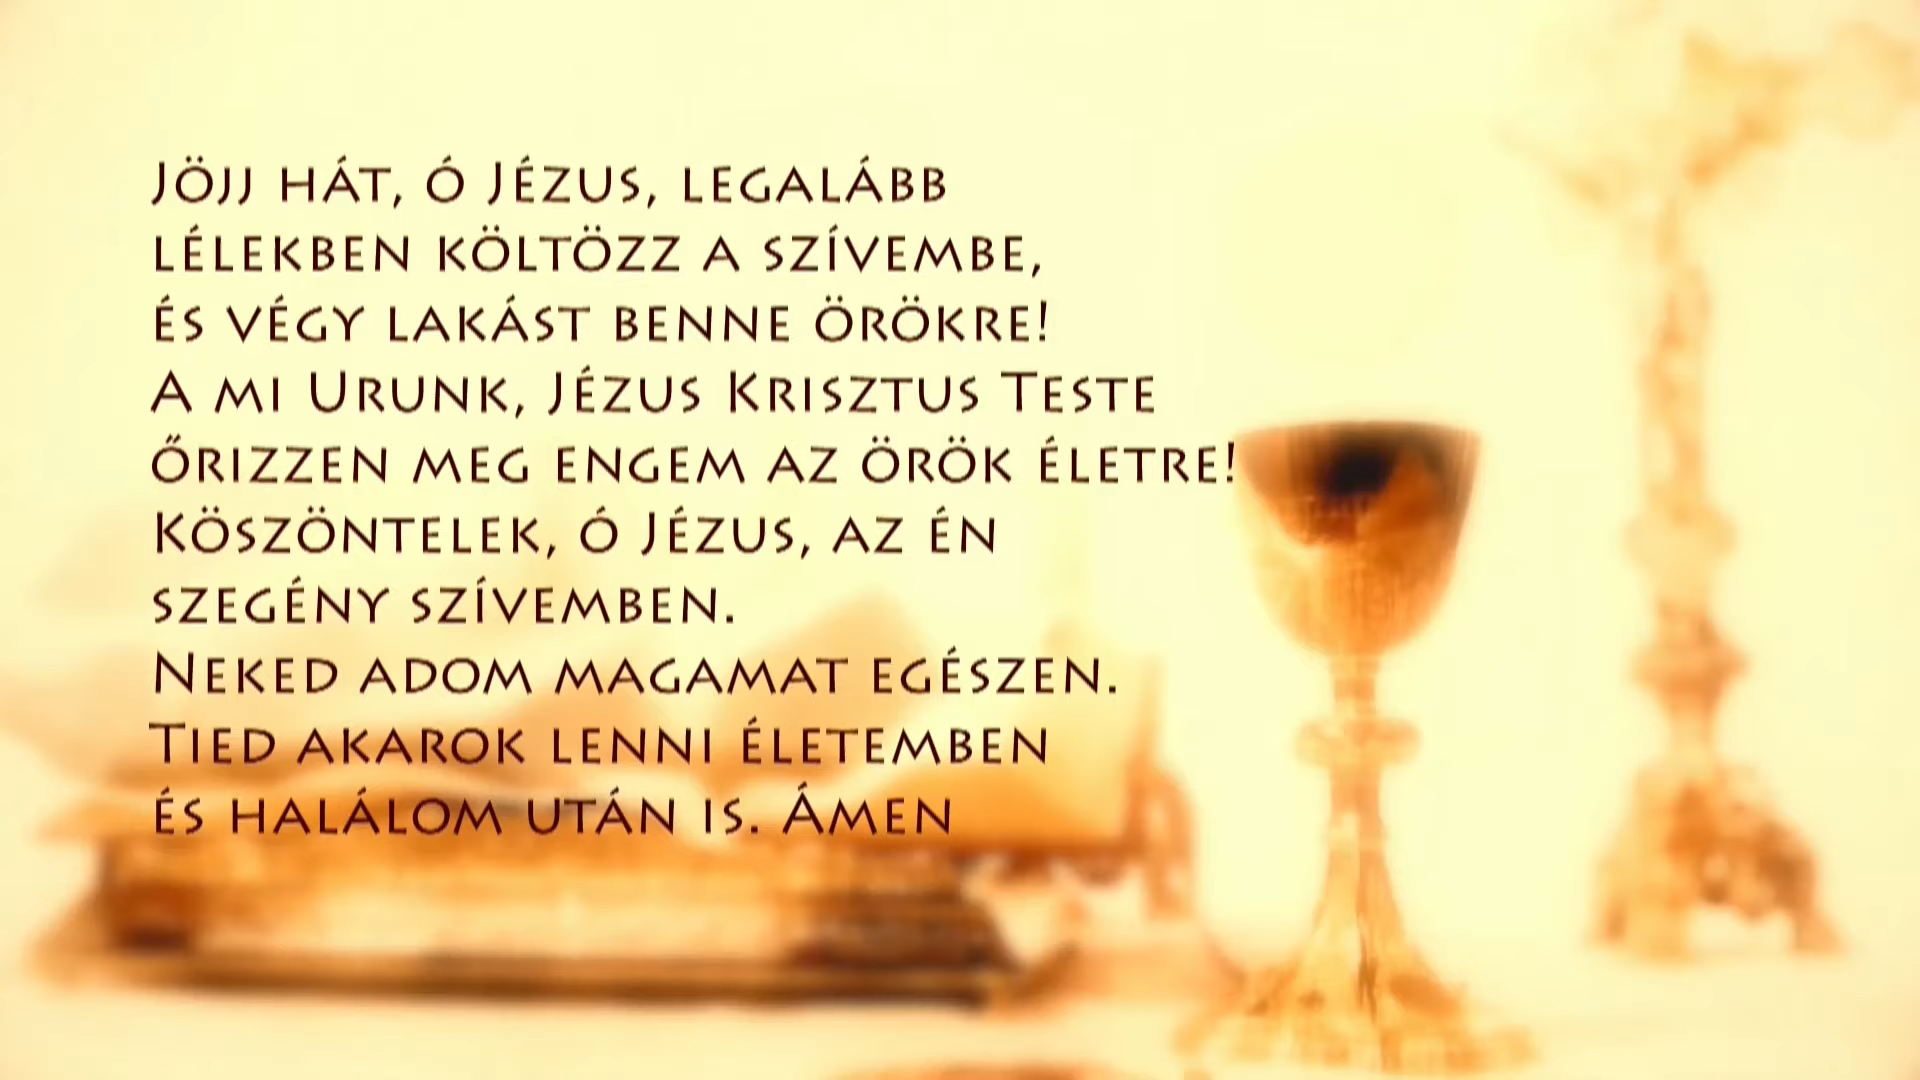 Jöjj hát, ó Jézus, legalább
lélekben költözz a szívembe,
és végy lakást benne örökre!
A mi Urunk, Jézus Krisztus Teste
őrizzen meg engem az örök életre!
Köszöntelek, ó Jézus, az én
szegény szívemben.
Neked adom magamat egészen.
Tied akarok lenni életemben
és halálom után is. Ámen